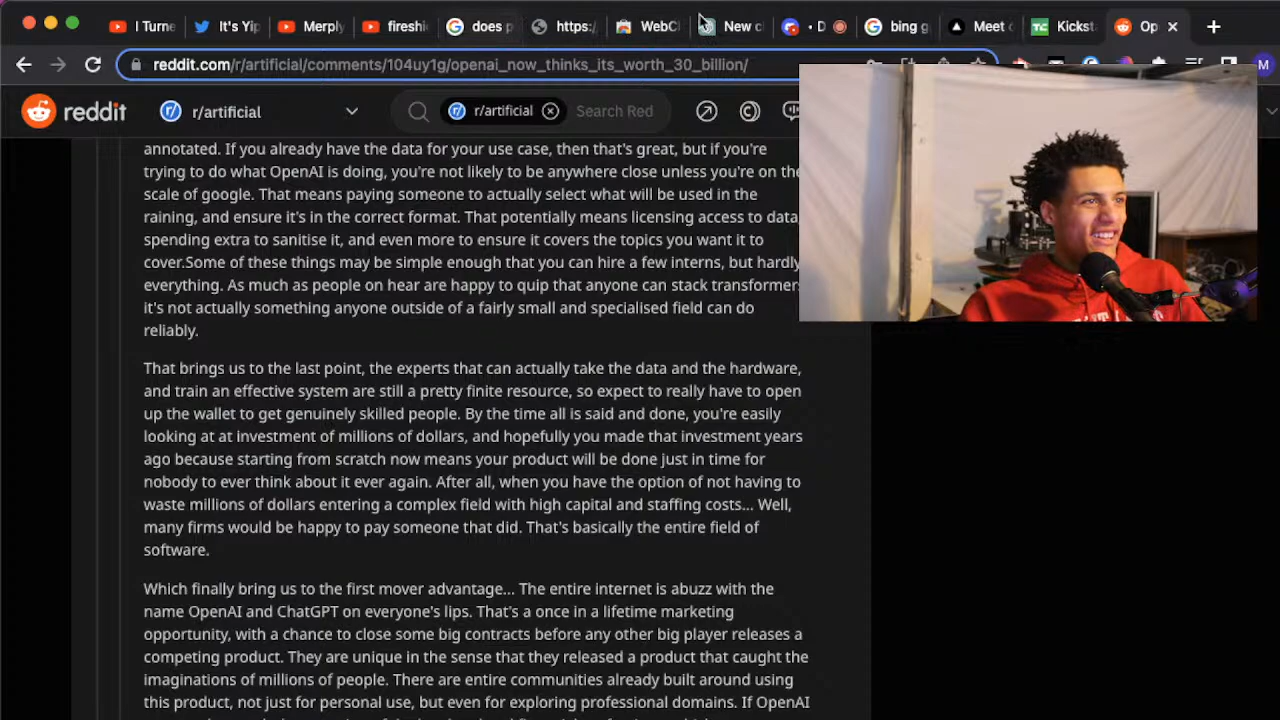 I Turne
It's Yip
Merply
fireshi
does p
https:/
WebCl
New c
• D
bing g
Meet
Kicksta
Op
reddit.com/r/artificial/comments/104uy1g/openai_now_thinks_its_worth_30_billion/
M
reddit
r/artificial
r/artificial
Search Red
annotated. If you already have the data for your use case, then that's great, but if you're
trying to do what OpenAI is doing, you're not likely to be anywhere close unless you're on the
scale of google. That means paying someone to actually select what will be used in the
raining, and ensure it's in the correct format. That potentially means licensing access to data,
spending extra to sanitise it, and even more to ensure it covers the topics you want it to
cover.Some of these things may be simple enough that you can hire a few interns, but hardly
everything. As much as people on hear are happy to quip that anyone can stack transformers
it's not actually something anyone outside of a fairly small and specialised field can do
reliably.
That brings us to the last point, the experts that can actually take the data and the hardware,
and train an effective system are still a pretty finite resource, so expect to really have to open
up the wallet to get genuinely skilled people. By the time all is said and done, you're easily
looking at at investment of millions of dollars, and hopefully you made that investment years
ago because starting from scratch now means your product will be done just in time for
nobody to ever think about it ever again. After all, when you have the option of not having to
waste millions of dollars entering a complex field with high capital and staffing costs... Well,
many firms would be happy to pay someone that did. That's basically the entire field of
software.
Which finally bring us to the first mover advantage... The entire internet is abuzz with the
name OpenAI and ChatGPT on everyone's lips. That's a once in a lifetime marketing
opportunity, with a chance to close some big contracts before any other big player releases a
competing product. They are unique in the sense that they released a product that caught the
imaginations of millions of people. There are entire communities already built around using
this product, not just for personal use, but even for exploring professional domains. If OpenAI